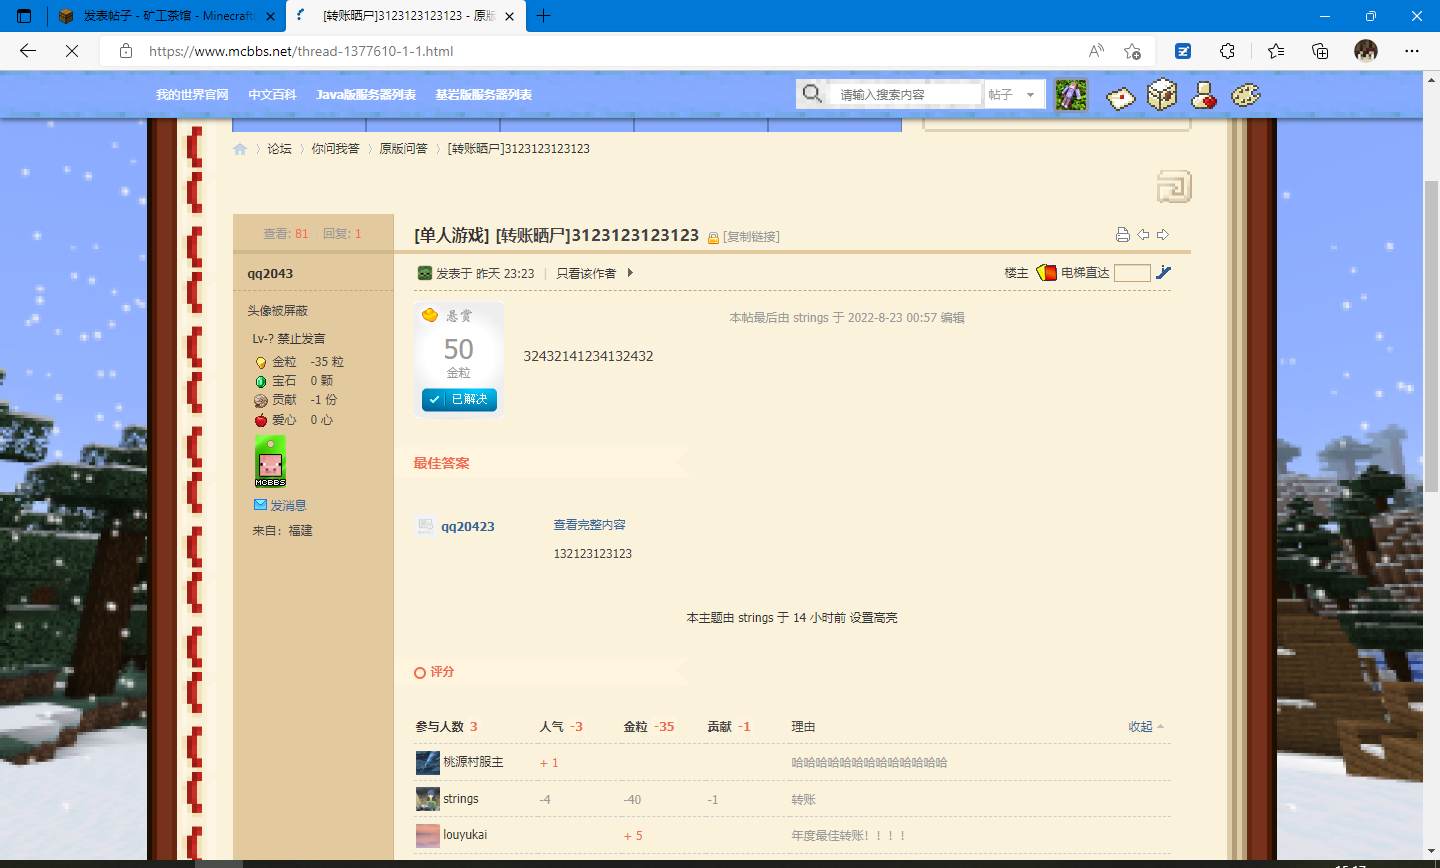 发表帖子 - 矿工茶馆 - Minecraft
[转账晒尸]3123123123123 - 原版
https://www.mcbbs.net/thread-1377610-1-1.html
我的世界官网 中文百科 Java版服务器列表 基岩版服务器列表 请输入搜索内容 帖子
论坛 你问我答 原版问答 [转账晒尸]3123123123123
查看: 81 回复: 1
[单人游戏] [转账晒尸]3123123123123 [复制链接]
qq2043
发表于 昨天 23:23 | 只看该作者
楼主 电梯直达
头像被屏蔽
Lv-? 禁止发言
金粒 -35 粒
宝石 0 颗
贡献 -1 份
爱心 0 心
MCBBS
发消息
来自: 福建
悬赏
50
金粒
已解决
本帖最后由 strings 于 2022-8-23 00:57 编辑
32432141234132432
最佳答案
qq20423
查看完整内容
132123123123
本主题由 strings 于 14 小时前 设置高亮
评分
参与人数 3 人气 -3 金粒 -35 贡献 -1 理由 收起
桃源村服主 + 1 哈哈哈哈哈哈哈哈哈哈哈哈哈
strings -4 -40 -1 转账
louyukai + 5 年度最佳转账！！！！